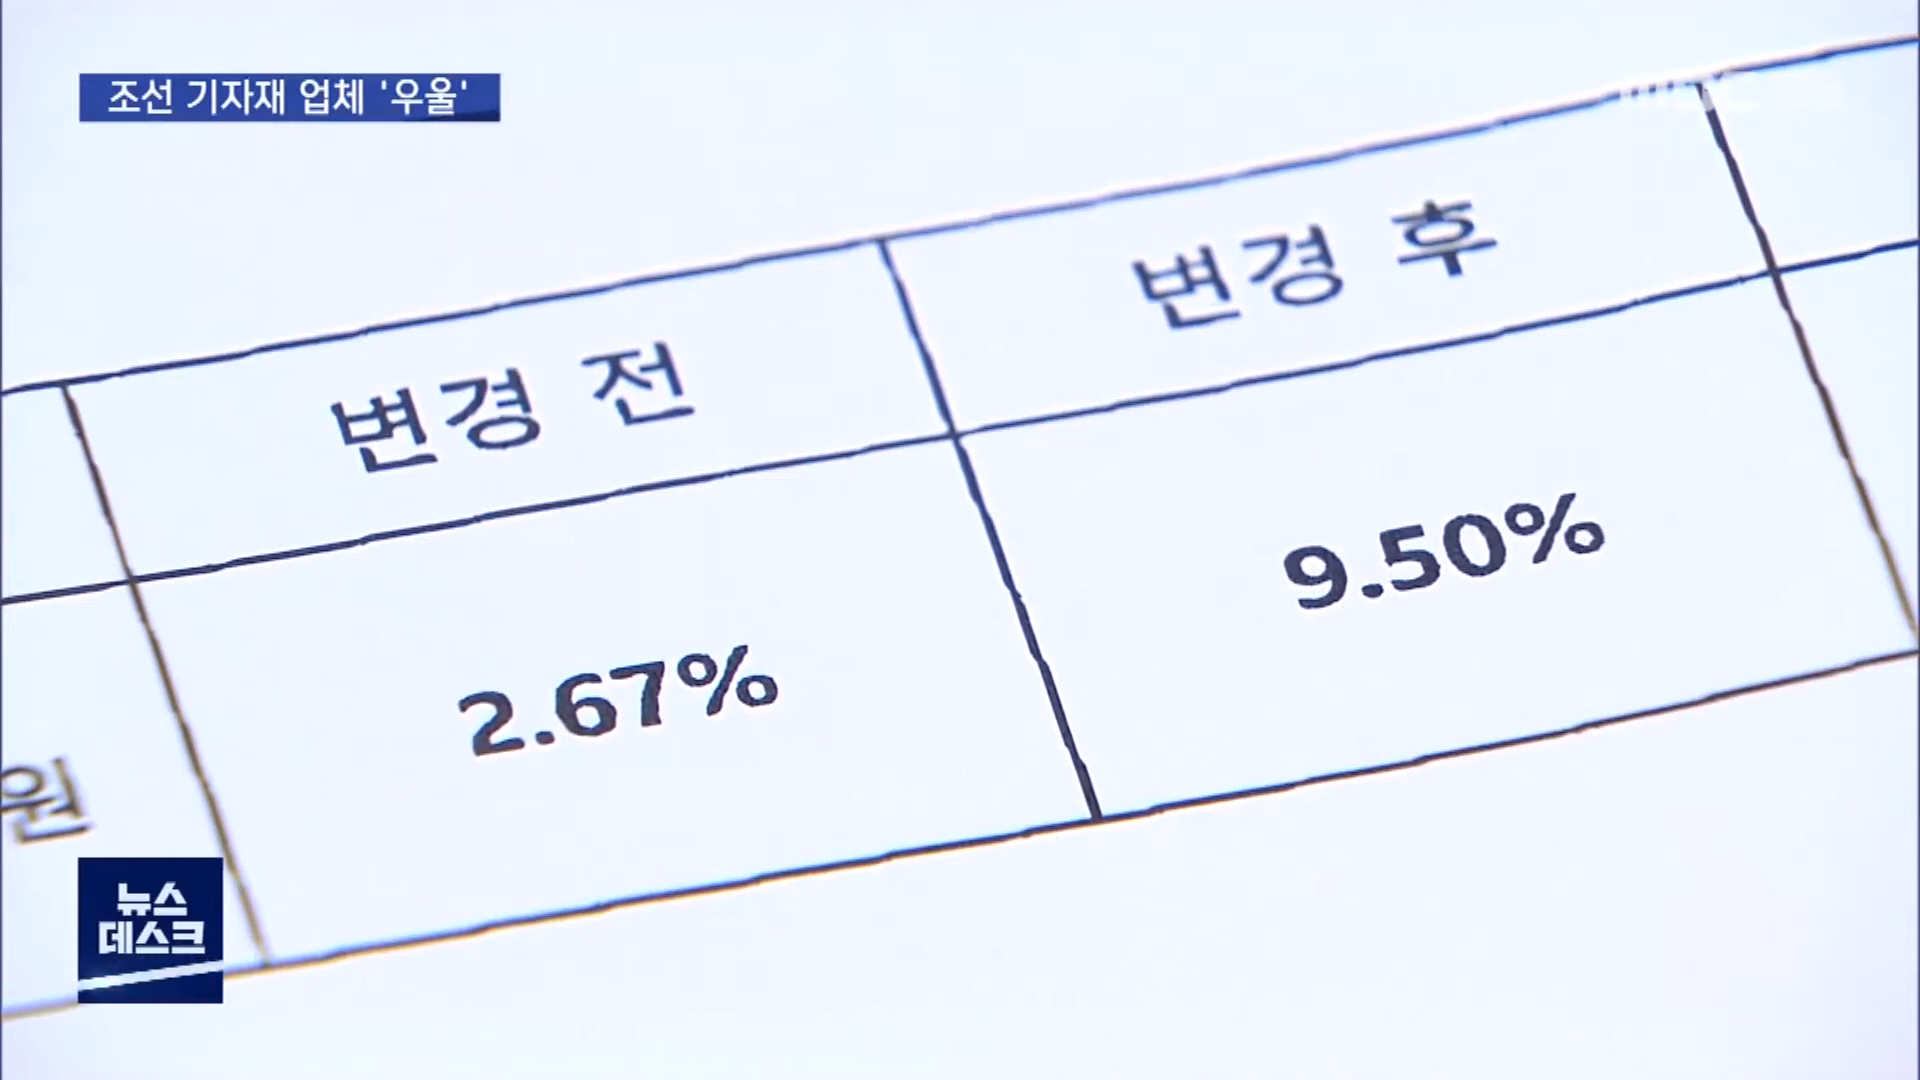 조선 기자재 업체 '우울'
변경 전
변경 후
2.67%
9.50%
원
뉴스
데스크